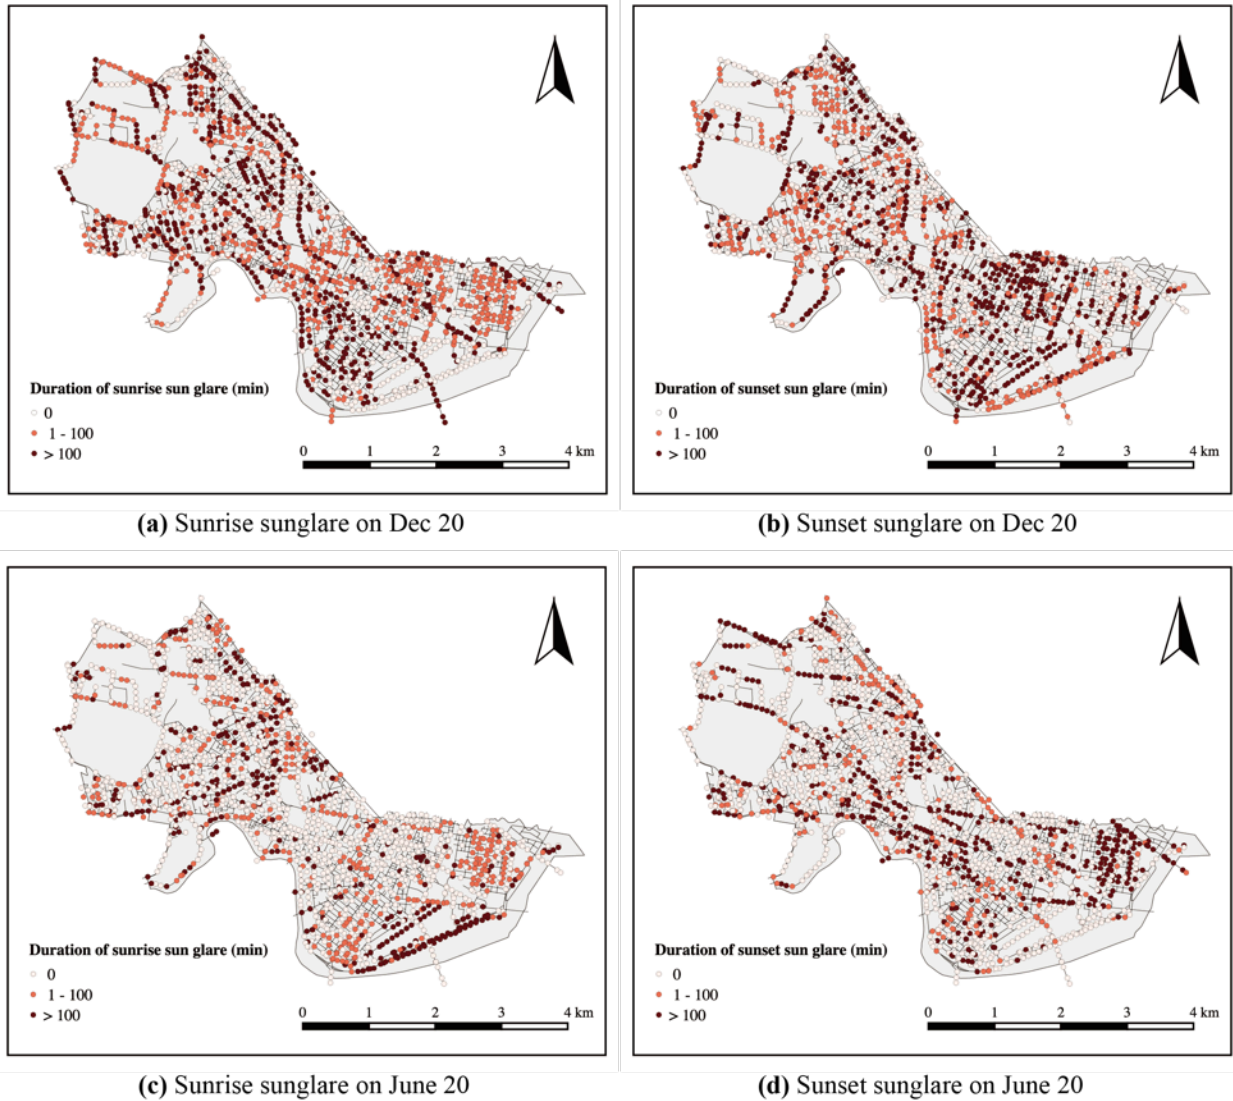 Duration of sunrise sun glare (min)
0
1 - 100
> 100
0 1 2 3 4 km
(a) Sunrise sunglare on Dec 20
Duration of sunset sun glare (min)
0
1 - 100
> 100
0 1 2 3 4 km
(b) Sunset sunglare on Dec 20
Duration of sunrise sun glare (min)
0
1 - 100
> 100
0 1 2 3 4 km
(c) Sunrise sunglare on June 20
Duration of sunset sun glare (min)
0
1 - 100
> 100
0 1 2 3 4 km
(d) Sunset sunglare on June 20